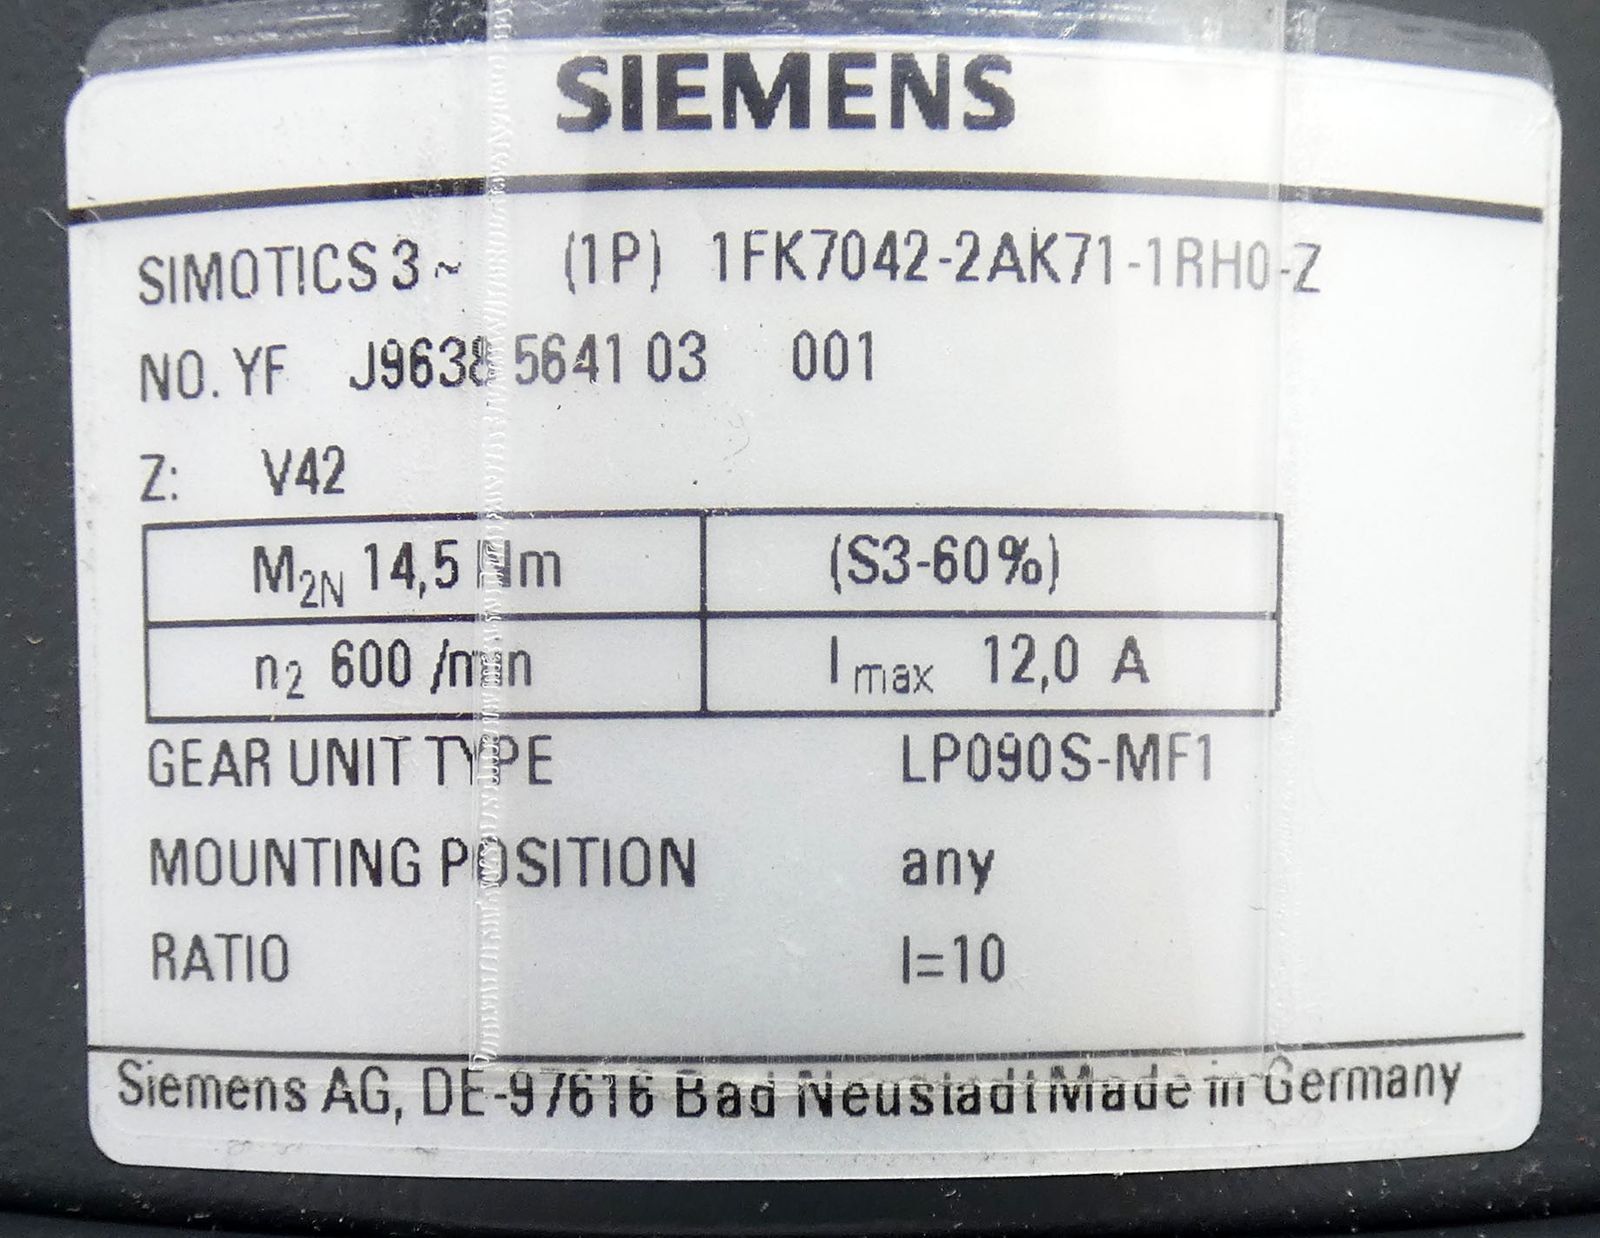 SIEMENS
SIMOTICS 3 ~ (1P) 1FK7042-2AK71-1RH0-Z
NO. YF J9638 5641 03 001
Z: V42
M2N 14,5 Nm (S3-60%)
n2 600 /min Imax 12,0 A
GEAR UNIT TYPE LP090S-MF1
MOUNTING POSITION any
RATIO I=10
Siemens AG, DE-97616 Bad Neustadt Made in Germany